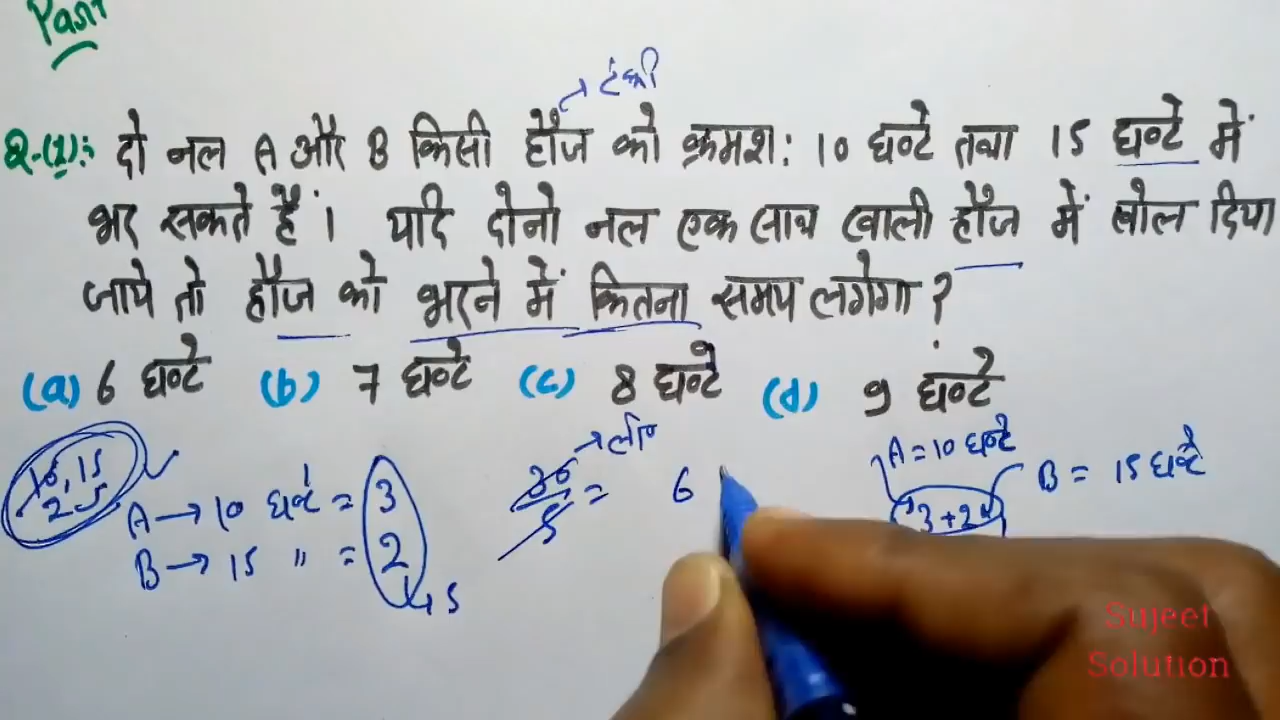 Part
→ टंकी
Q.(1):- दो नल A और B किसी हौज को क्रमश: 10 घण्टे तथा 15 घण्टे में
भर सकते हैं। यदि दोनो नल एक साथ खाली हौज में खोल दिया
जाये तो हौज को भरने में कितना समय लगेगा ?
(a) 6 घण्टे (b) 7 घण्टे (c) 8 घण्टे (d) 9 घण्टे
10, 15
2 5
A → 10 घंटे = 3
B → 15 " = 2
→ 5
30/5 = 6
A = 10 घण्टे
B = 15 घण्टे
3 + 2
Sujeet
Solution